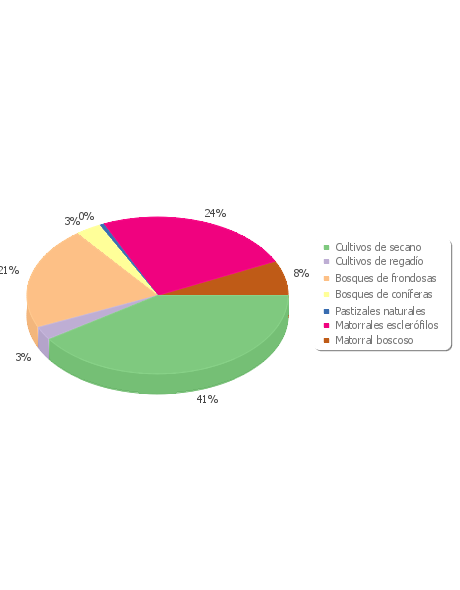 24%
0%
3%
21%
8%
3%
41%
Cultivos de secano
Cultivos de regadío
Bosques de frondosas
Bosques de coníferas
Pastizales naturales
Matorrales esclerófilos
Matorral boscoso